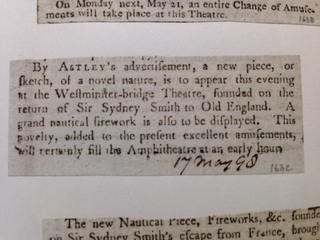 On Monday next, May 21, an entire Change of Amuse-
ments will take place at this Theatre.
1632
By ASTLEY's advertisement, a new piece, or
sketch, of a novel nature, is to appear this evening
at the Westminster-bridge Theatre, founded on the
return of Sir Sydney Smith to Old England. A
grand nautical firework is also to be displayed. This
novelty, added to the present excellent amusements,
will certainly fill the Amphitheatre at an early hour.
17 May 98
1632
The new Nautical Piece, Fireworks, &c. founde
on Sir Sydney Smith's escape from France, brough